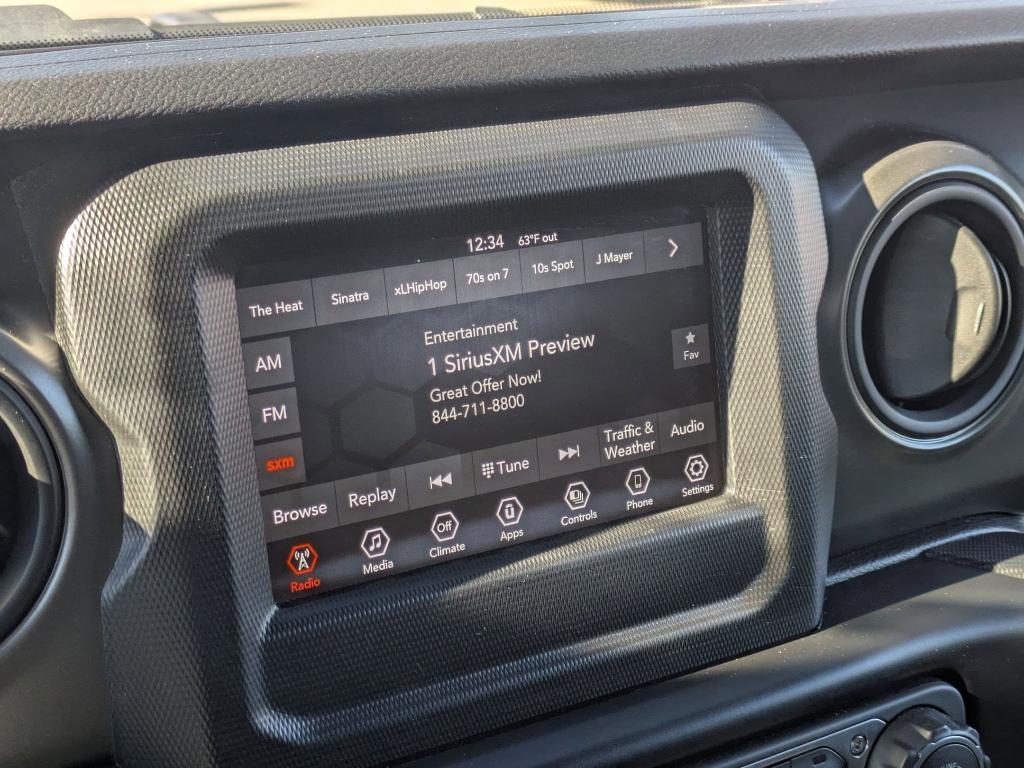 12:34 63°F out
The Heat Sinatra xLHipHop 70s on 7 10s Spot J Mayer
Entertainment
1 SiriusXM Preview
Great Offer Now!
844-711-8800
AM
FM
sxm
Fav
Browse Replay Tune Traffic & Weather Audio
Off
Radio Media Climate Apps Controls Phone Settings